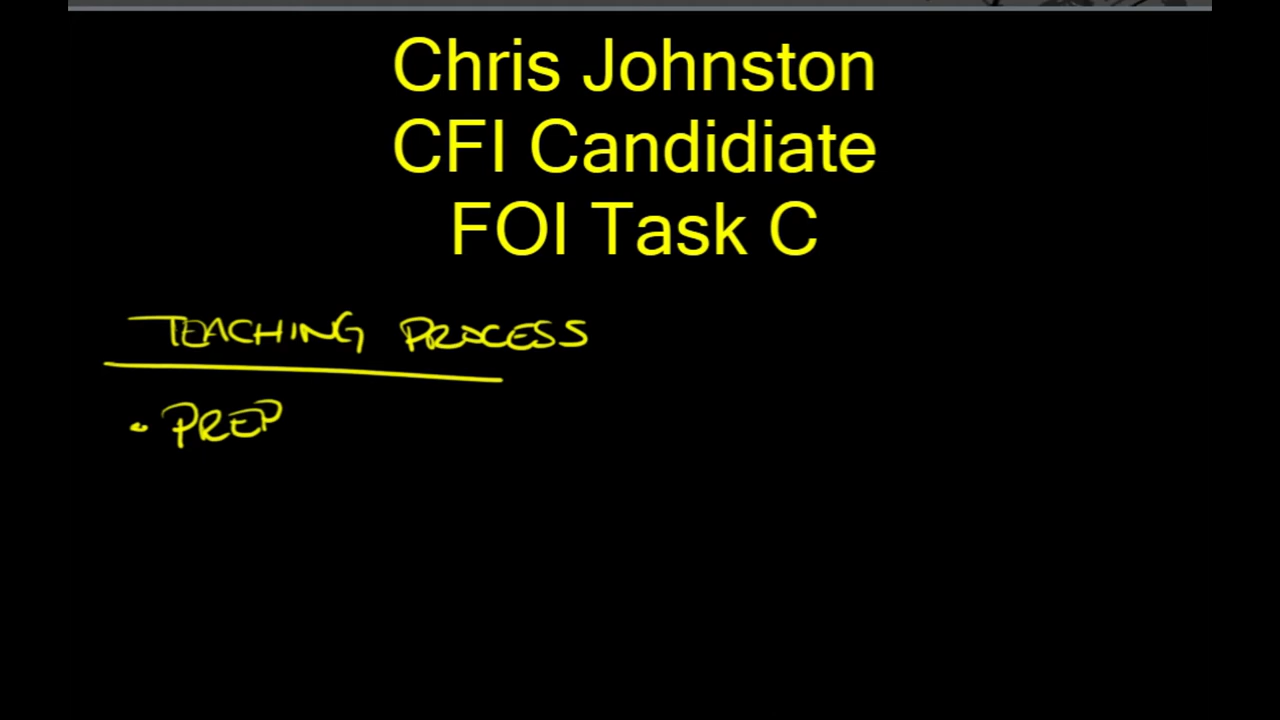 Chris Johnston
CFI Candidiate
FOI Task C
TEACHING PROCESS
• PREP